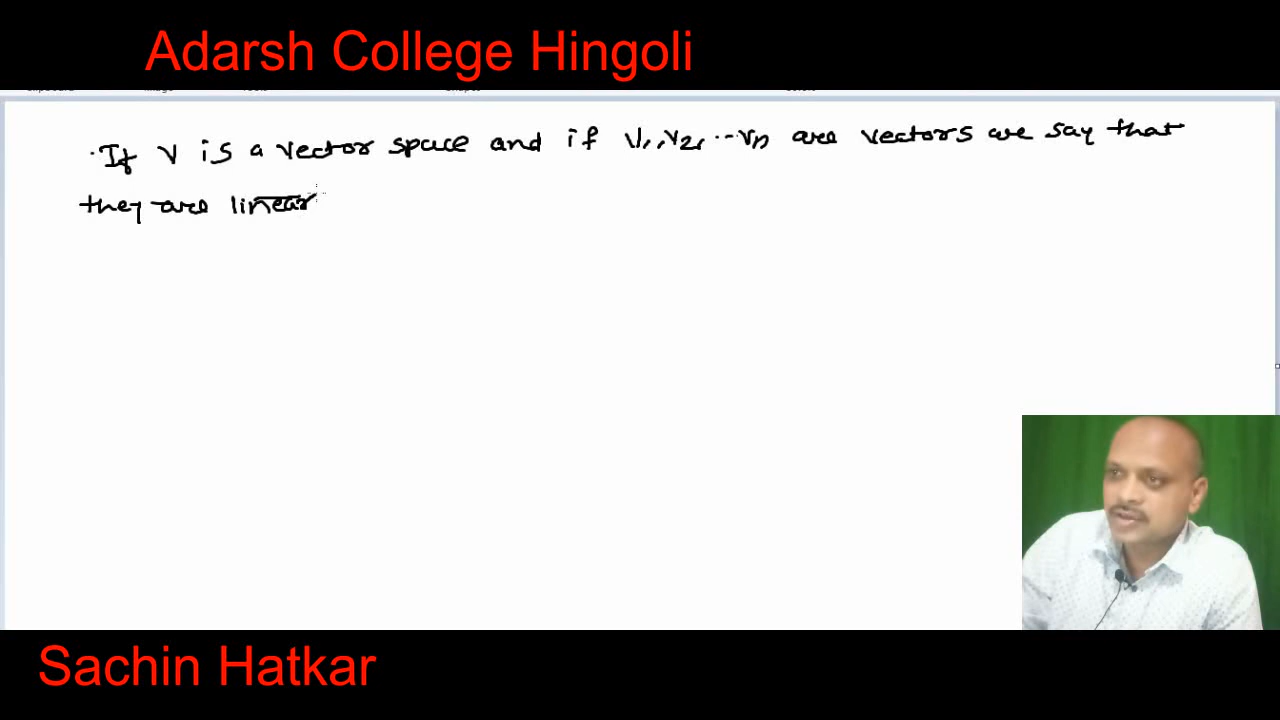 Adarsh College Hingoli
If V is a vector space and if v1, v2, ... vn are vectors we say that
they are linear
Sachin Hatkar